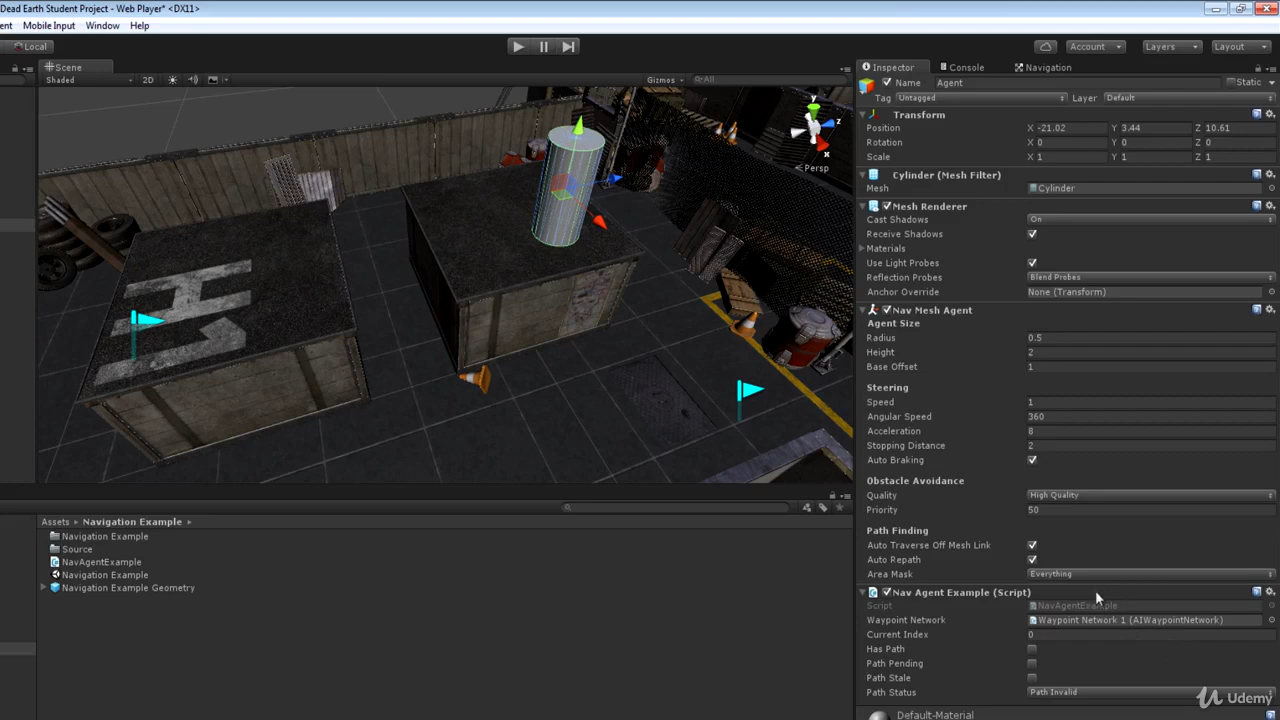 Dead Earth Student Project - Web Player* <DX11>
ent Mobile Input Window Help
Local Account Layers Layout
Scene Inspector Console Navigation
Shaded 2D Gizmos All
Name Agent Static
Tag Untagged Layer Default
Transform
Position X -21.02 Y 3.44 Z 10.61
Rotation X 0 Y 0 Z 0
Scale X 1 Y 1 Z 1
y
z
x
Persp
Cylinder (Mesh Filter)
Mesh Cylinder
Mesh Renderer
Cast Shadows On
Receive Shadows
Materials
Use Light Probes
Reflection Probes Blend Probes
Anchor Override None (Transform)
Nav Mesh Agent
Agent Size
Radius 0.5
Height 2
Base Offset 1
Steering
Speed 1
Angular Speed 360
Acceleration 8
Stopping Distance 2
Auto Braking
Obstacle Avoidance
Quality High Quality
Priority 50
Path Finding
Auto Traverse Off Mesh Link
Auto Repath
Area Mask Everything
Nav Agent Example (Script)
Script NavAgentExample
Waypoint Network Waypoint Network 1 (AIWaypointNetwork)
Current Index 0
Has Path
Path Pending
Path Stale
Path Status Path Invalid
Default-Material
Assets Navigation Example
Navigation Example
Source
NavAgentExample
Navigation Example
Navigation Example Geometry
Udemy